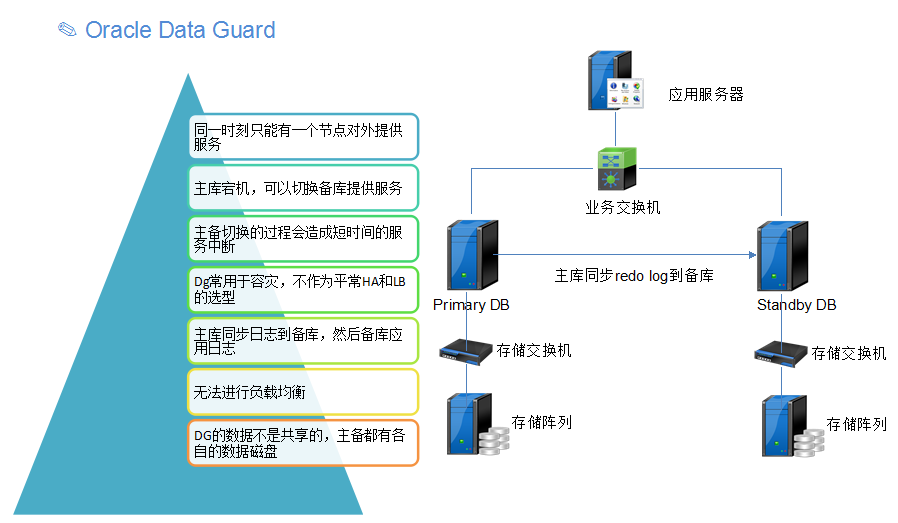 Oracle Data Guard
同一时刻只能有一个节点对外提供
服务
主库宕机，可以切换备库提供服务
主备切换的过程会造成短时间的服
务中断
Dg常用于容灾，不作为平常HA和LB
的选型
主库同步日志到备库，然后备库应
用日志
无法进行负载均衡
DG的数据不是共享的，主备都有各
自的数据磁盘
应用服务器
业务交换机
主库同步redo log到备库
Primary DB
Standby DB
存储交换机
存储交换机
存储阵列
存储阵列